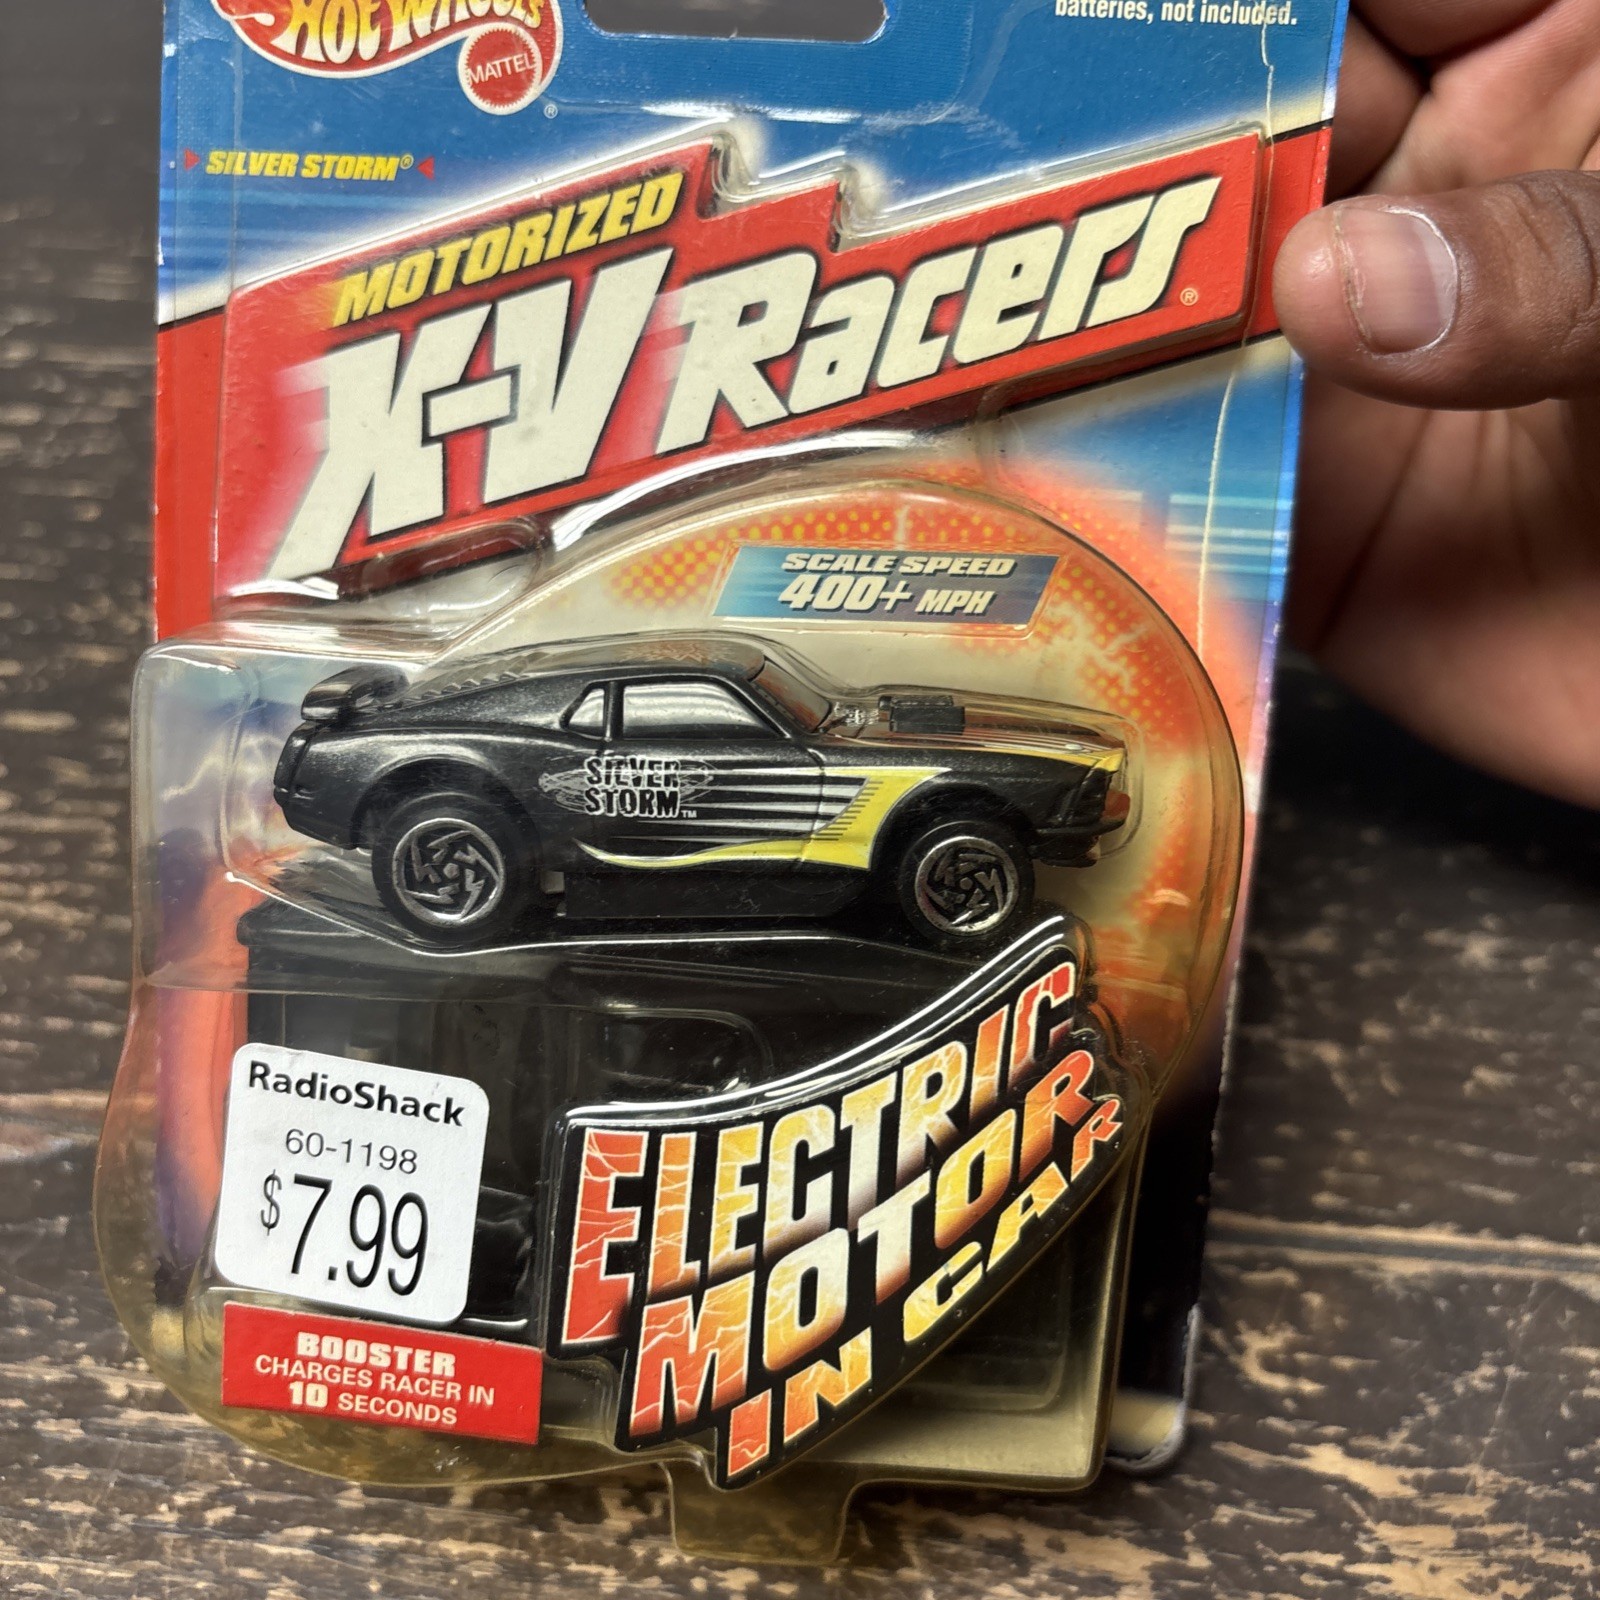 HOT WHEELS
MATTEL
®
batteries, not included.
SILVER STORM®
MOTORIZED
X-V Racers®
SCALE SPEED
400+ MPH
SILVER
STORM™
RadioShack
60-1198
$7.99
ELECTRIC
MOTOR
IN CAR
BOOSTER
CHARGES RACER IN
10 SECONDS